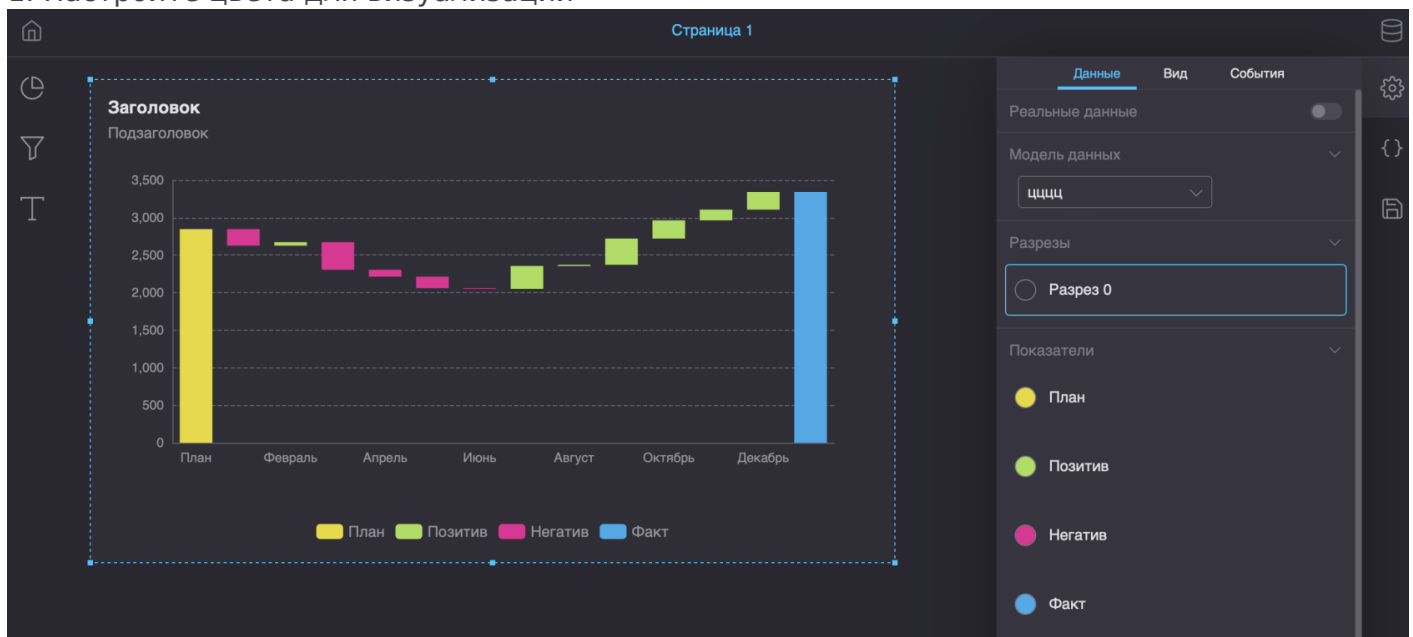 Страница 1
Данные Вид События
Заголовок
Подзаголовок
Реальные данные
Модель данных
цццц
Разрезы
Разрез 0
Показатели
План
Позитив
Негатив
Факт
3,500
3,000
2,500
2,000
1,500
1,000
500
0
План Февраль Апрель Июнь Август Октябрь Декабрь
План Позитив Негатив Факт